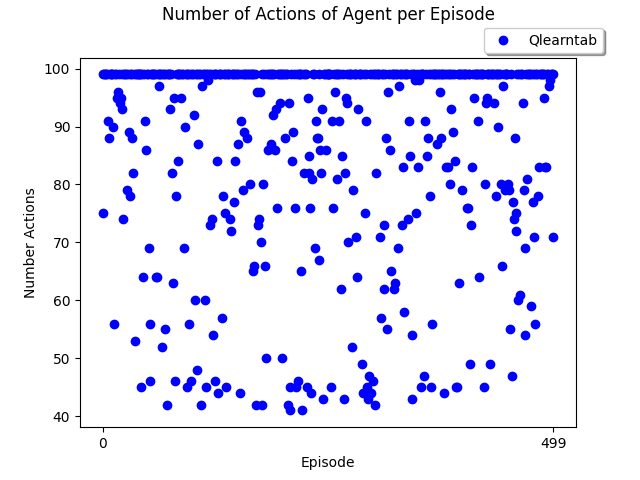 Number of Actions of Agent per Episode
Qlearntab
100
90
80
70
60
50
40
Number Actions
0 499
Episode